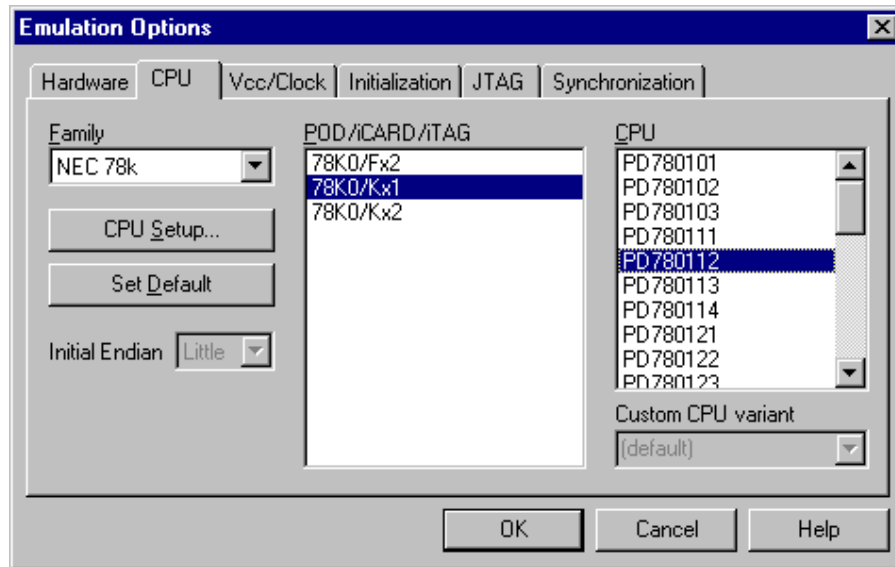 Emulation Options
Hardware
CPU
Vcc/Clock
Initialization
JTAG
Synchronization
Family
NEC 78k
CPU Setup...
Set Default
Initial Endian
Little
POD/iCARD/iTAG
78K0/Fx2
78K0/Kx1
78K0/Kx2
CPU
PD780101
PD780102
PD780103
PD780111
PD780112
PD780113
PD780114
PD780121
PD780122
PD780123
Custom CPU variant
(default)
OK
Cancel
Help